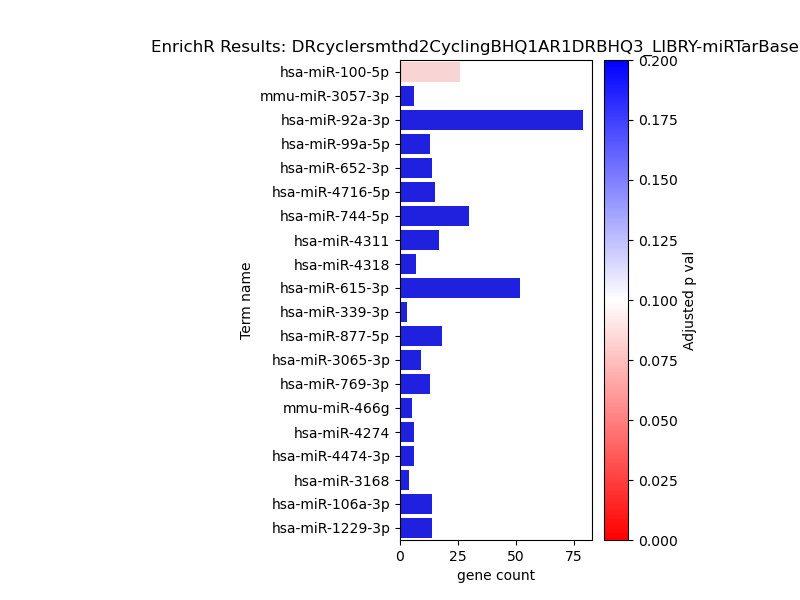 EnrichR Results: DRcyclersmthd2CyclingBHQ1AR1DRBHQ3_LIBRY-miRTarBase
hsa-miR-100-5p
mmu-miR-3057-3p
hsa-miR-92a-3p
hsa-miR-99a-5p
hsa-miR-652-3p
hsa-miR-4716-5p
hsa-miR-744-5p
hsa-miR-4311
hsa-miR-4318
hsa-miR-615-3p
hsa-miR-339-3p
hsa-miR-877-5p
hsa-miR-3065-3p
hsa-miR-769-3p
mmu-miR-466g
hsa-miR-4274
hsa-miR-4474-3p
hsa-miR-3168
hsa-miR-106a-3p
hsa-miR-1229-3p
Term name
0 25 50 75
gene count
0.200
0.175
0.150
0.125
0.100
0.075
0.050
0.025
0.000
Adjusted p val